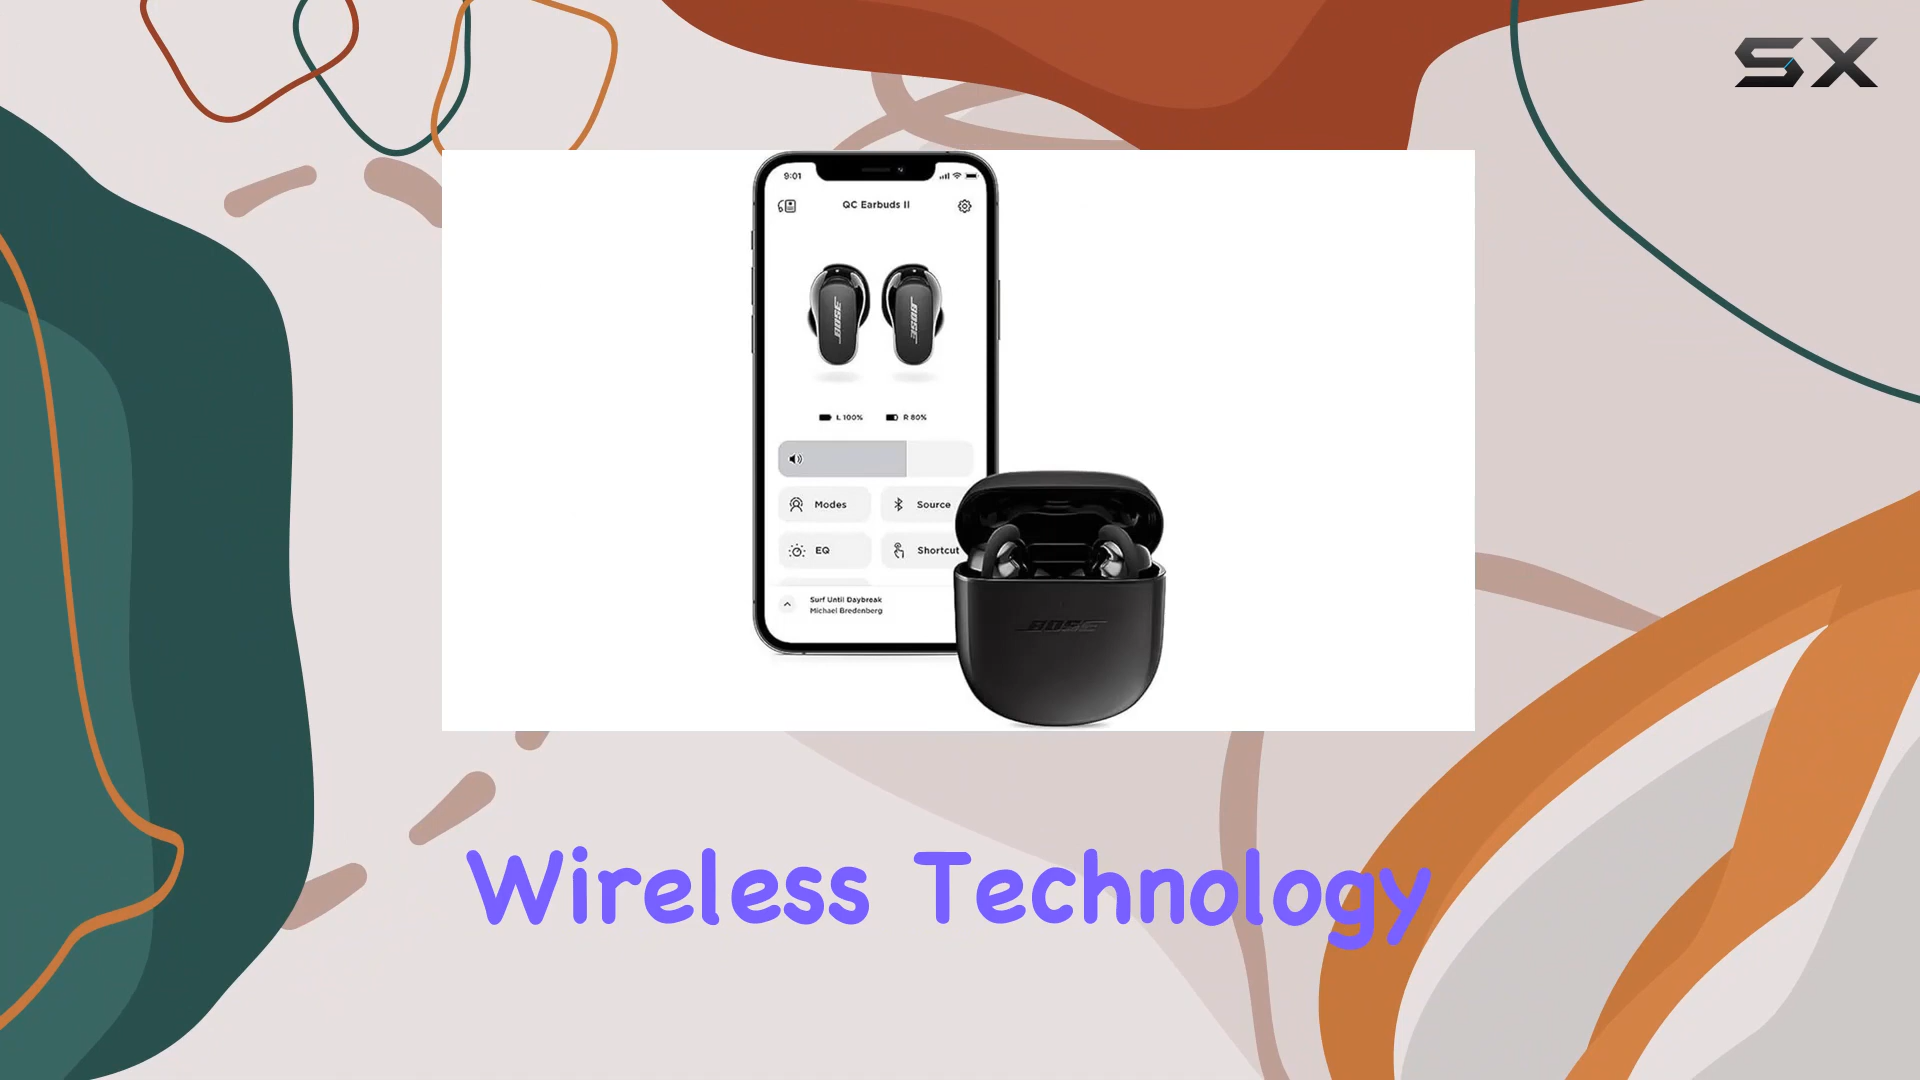 SX
9:01
QC Earbuds II
BOSE BOSE
L 100% R 80%
Modes Source
EQ Shortcut
Surf Until Daybreak
Michael Bredenberg
BOSE
Wireless Technology